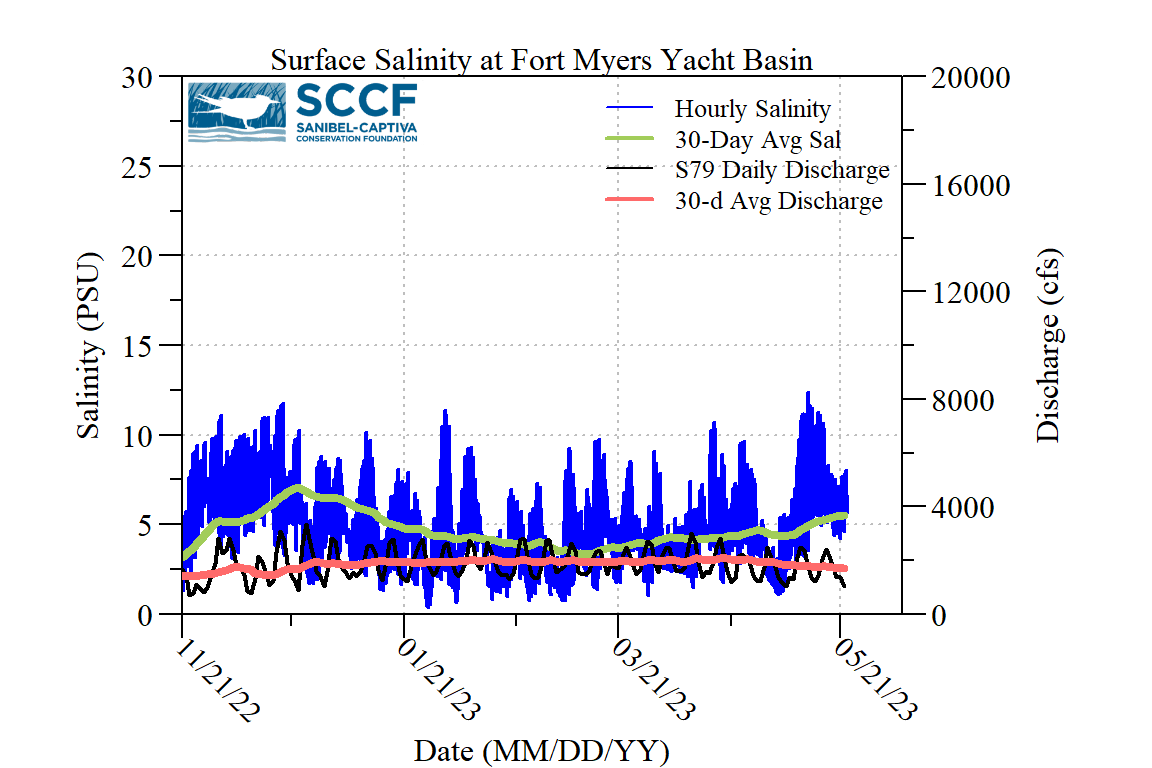 Surface Salinity at Fort Myers Yacht Basin
SCCF
SANIBEL-CAPTIVA
CONSERVATION FOUNDATION
Hourly Salinity
30-Day Avg Sal
S79 Daily Discharge
30-d Avg Discharge
Salinity (PSU)
30
25
20
15
10
5
0
Discharge (cfs)
20000
16000
12000
8000
4000
0
11/21/22
01/21/23
03/21/23
05/21/23
Date (MM/DD/YY)